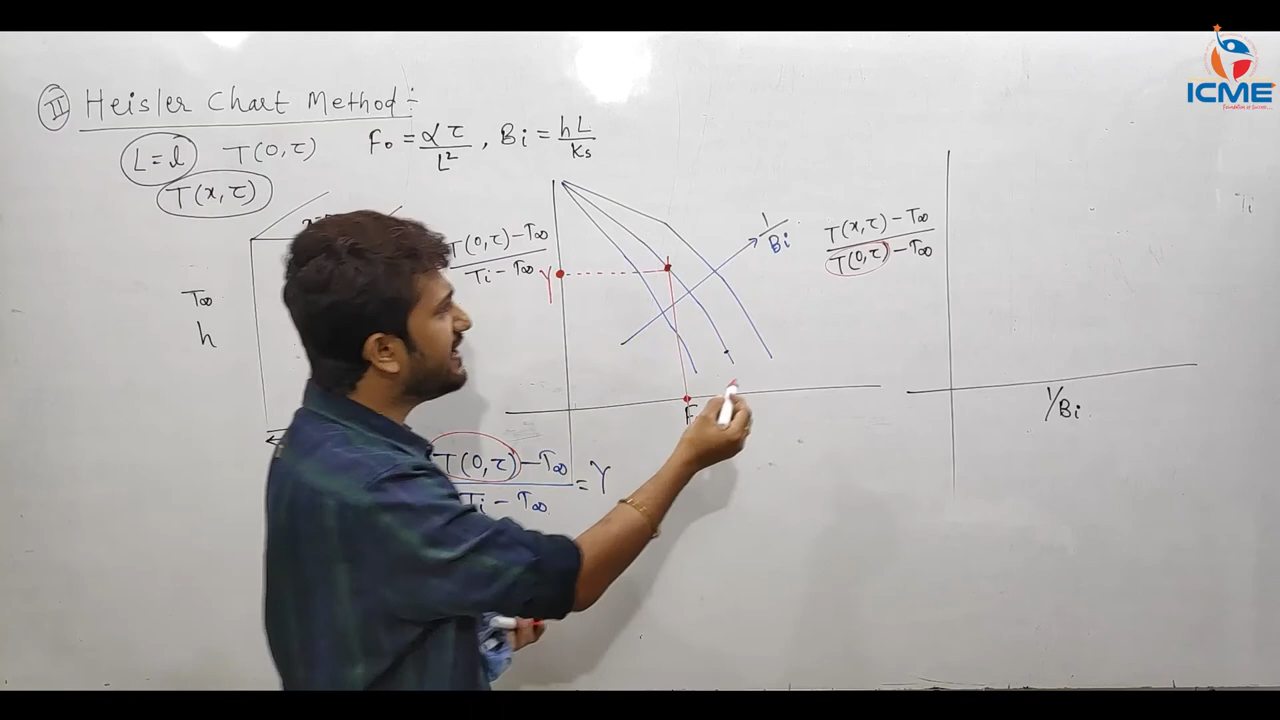 II Heisler Chart Method :-
L = l T(0,τ) Fo = ατ/L² , Bi = hL/Ks
T(x,τ)
T∞
h
T(0,τ) - T∞ / Ti - T∞
Y
1/Bi
T(x,τ) - T∞ / T(0,τ) - T∞
1/Bi
T(0,τ) - T∞ / Ti - T∞ = Y
Ti
ICME